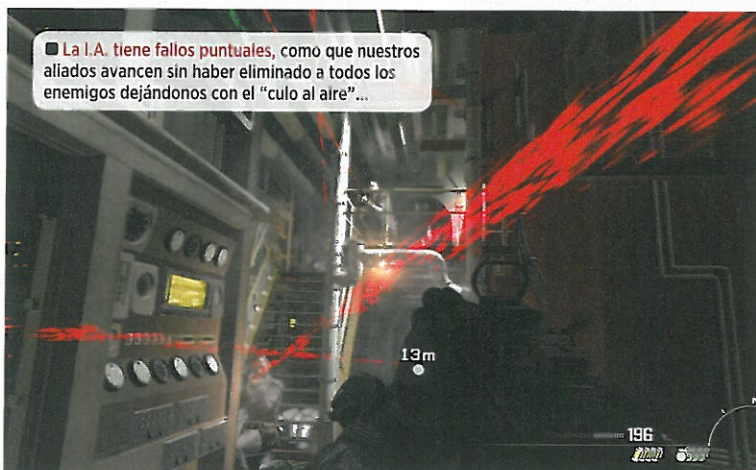 ■ La I.A. tiene fallos puntuales, como que nuestros
aliados avancen sin haber eliminado a todos los
enemigos dejándonos con el “culo al aire”...
13m
196
N